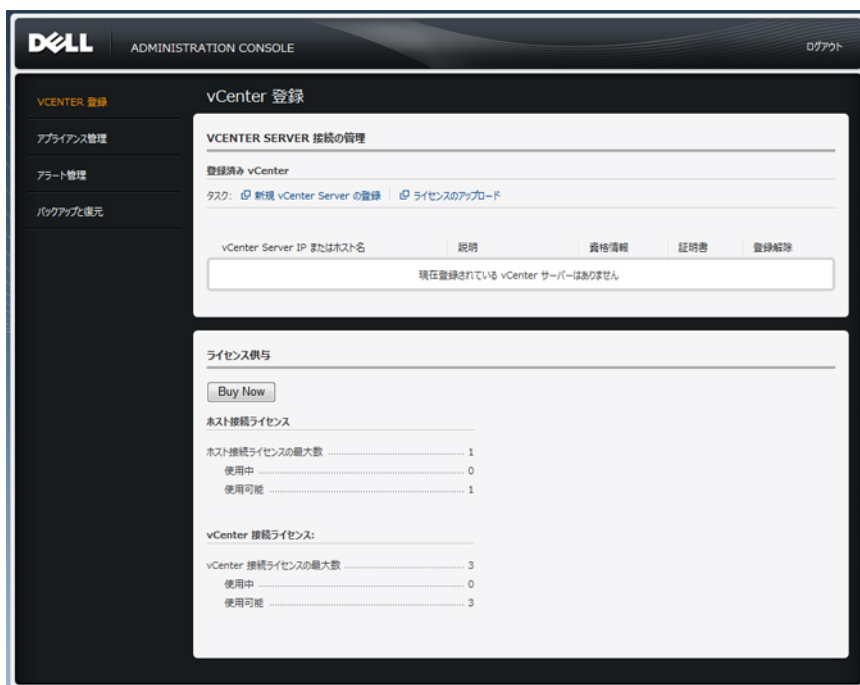 DELL ADMINISTRATION CONSOLE ログアウト
VCENTER 登録
アプライアンス管理
アラート管理
バックアップと復元
vCenter 登録
VCENTER SERVER 接続の管理
登録済み vCenter
タスク: 新規 vCenter Server の登録 ライセンスのアップロード
vCenter Server IP またはホスト名 説明 資格情報 証明書 登録解除
現在登録されている vCenter サーバーはありません
ライセンス供与
Buy Now
ホスト接続ライセンス
ホスト接続ライセンスの最大数 1
使用中 0
使用可能 1
vCenter 接続ライセンス:
vCenter 接続ライセンスの最大数 3
使用中 0
使用可能 3